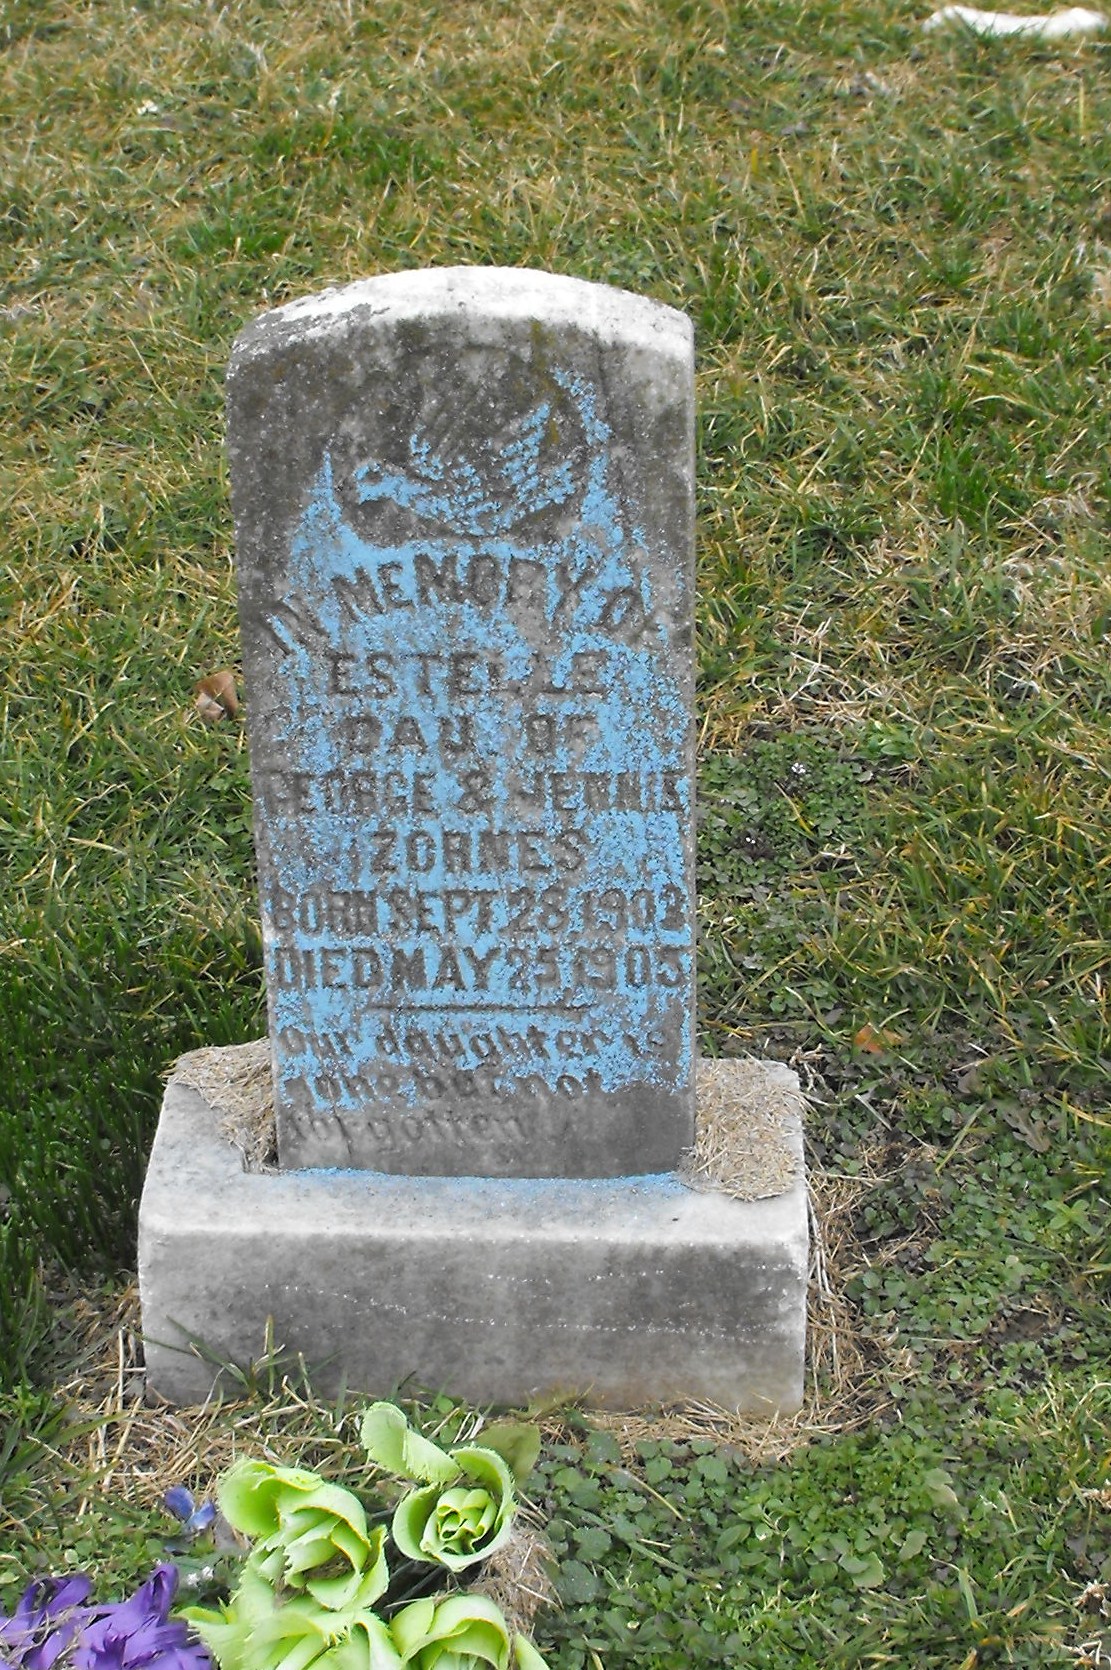 IN MEMORY OF
ESTELLE
DAU. OF
GEORGE & JENNIE
ZORNES
BORN SEPT 28, 1902
DIED MAY 25, 1903
Our daughter is
gone but not
forgotten